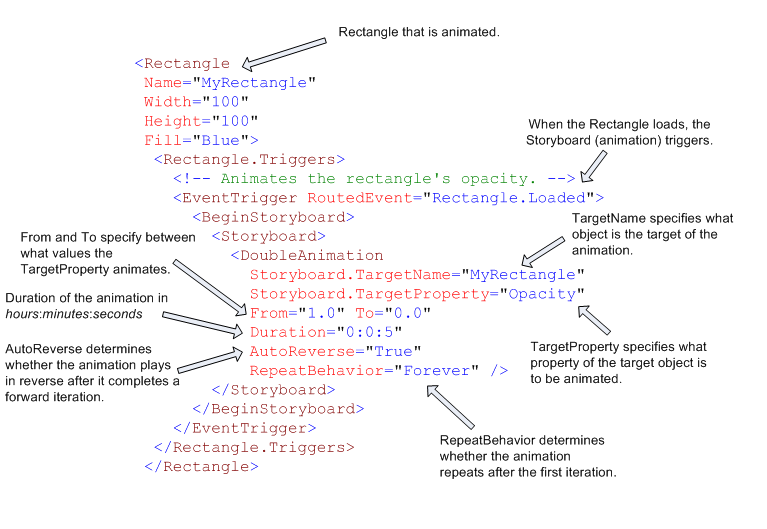 Rectangle that is animated.
<Rectangle
Name="MyRectangle"
Width="100"
Height="100"
Fill="Blue">
When the Rectangle loads, the
Storyboard (animation) triggers.
<Rectangle.Triggers>
<!-- Animates the rectangle's opacity. -->
<EventTrigger RoutedEvent="Rectangle.Loaded">
<BeginStoryboard>
TargetName specifies what
object is the target of the
animation.
From and To specify between
what values the
TargetProperty animates.
<Storyboard>
<DoubleAnimation
Storyboard.TargetName="MyRectangle"
Storyboard.TargetProperty="Opacity"
Duration of the animation in
hours:minutes:seconds
From="1.0" To="0.0"
Duration="0:0:5"
AutoReverse determines
whether the animation plays
in reverse after it completes a
forward iteration.
AutoReverse="True"
RepeatBehavior="Forever" />
TargetProperty specifies what
property of the target object is
to be animated.
</Storyboard>
</BeginStoryboard>
</EventTrigger>
</Rectangle.Triggers>
</Rectangle>
RepeatBehavior determines
whether the animation
repeats after the first iteration.